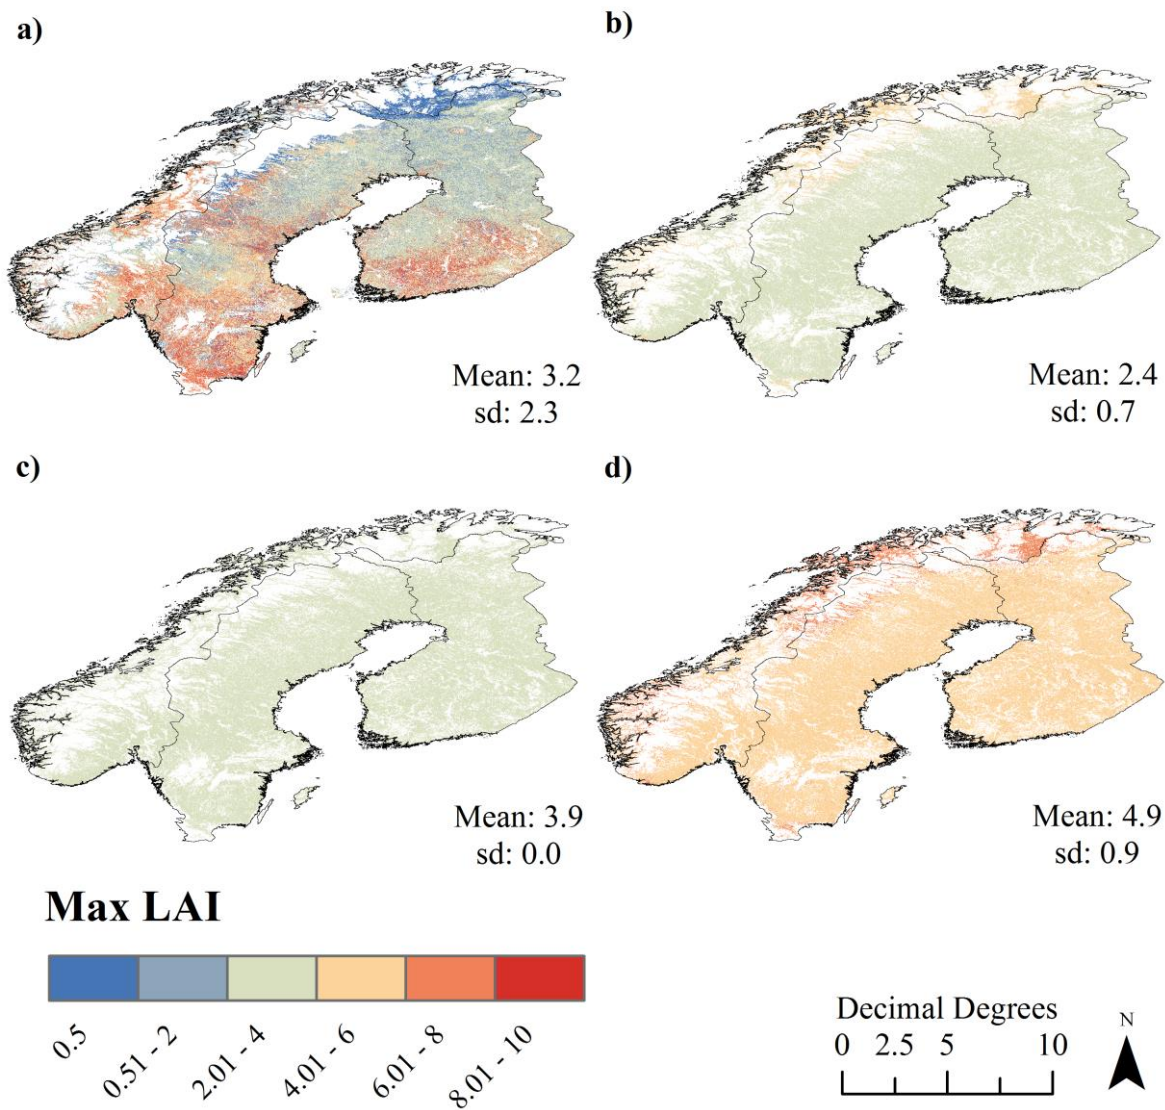 a)
b)
Mean: 3.2
sd: 2.3
Mean: 2.4
sd: 0.7
c)
d)
Mean: 3.9
sd: 0.0
Mean: 4.9
sd: 0.9
Max LAI
0.5
0.51 - 2
2.01 - 4
4.01 - 6
6.01 - 8
8.01 - 10
Decimal Degrees
0 2.5 5 10
N